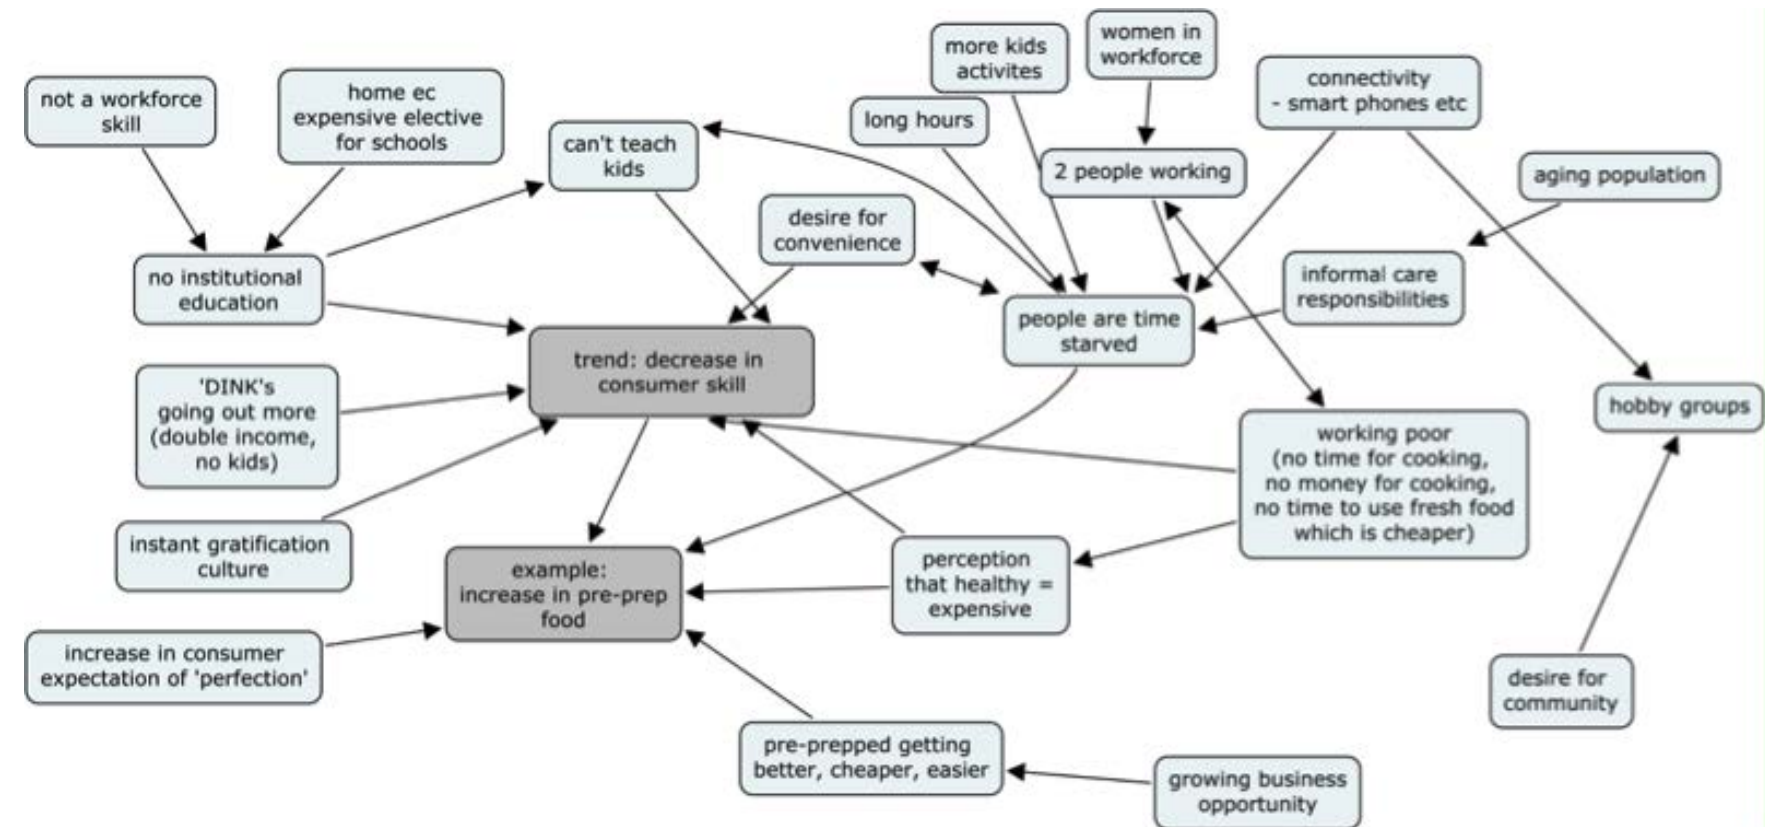 more kids
activites
women in
workforce
connectivity
- smart phones etc
not a workforce
skill
home ec
expensive elective
for schools
long hours
can't teach
kids
2 people working
aging population
desire for
convenience
no institutional
education
informal care
responsibilities
people are time
starved
trend: decrease in
consumer skill
'DINK's
going out more
(double income,
no kids)
hobby groups
working poor
(no time for cooking,
no money for cooking,
no time to use fresh food
which is cheaper)
instant gratification
culture
example:
increase in pre-prep
food
perception
that healthy =
expensive
increase in consumer
expectation of 'perfection'
desire for
community
pre-prepped getting
better, cheaper, easier
growing business
opportunity